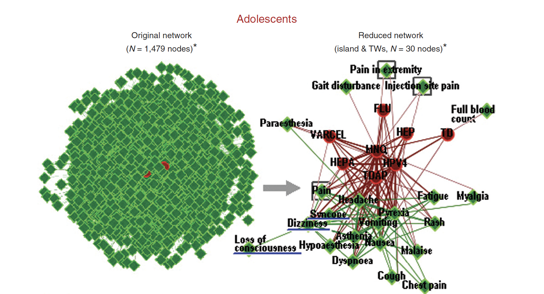 Adolescents
Original network
(N = 1,479 nodes)*
Reduced network
(island & TWs, N = 30 nodes)*
Pain in extremity
Gait disturbance
Injection site pain
FLU
Full blood
count
Paraesthesia
VARCEL
HEP
TD
MNQ
HEPA
HPV4
TDAP
Pain
Headache
Fatigue
Myalgia
Syncope
Pyrexia
Dizziness
Vomiting
Rash
Asthenia
Loss of
consciousness
Hypoaesthesia
Nausea
Malaise
Dyspnoea
Cough
Chest pain